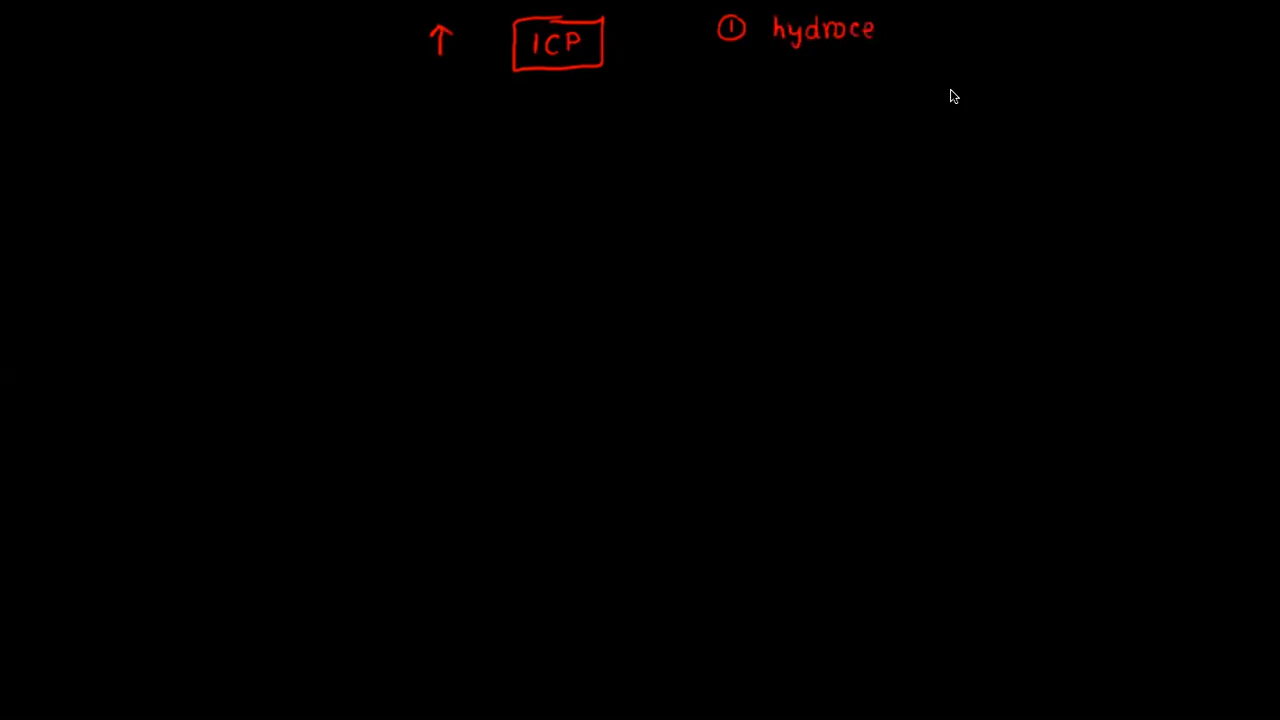 ↑ ICP ① hydroce